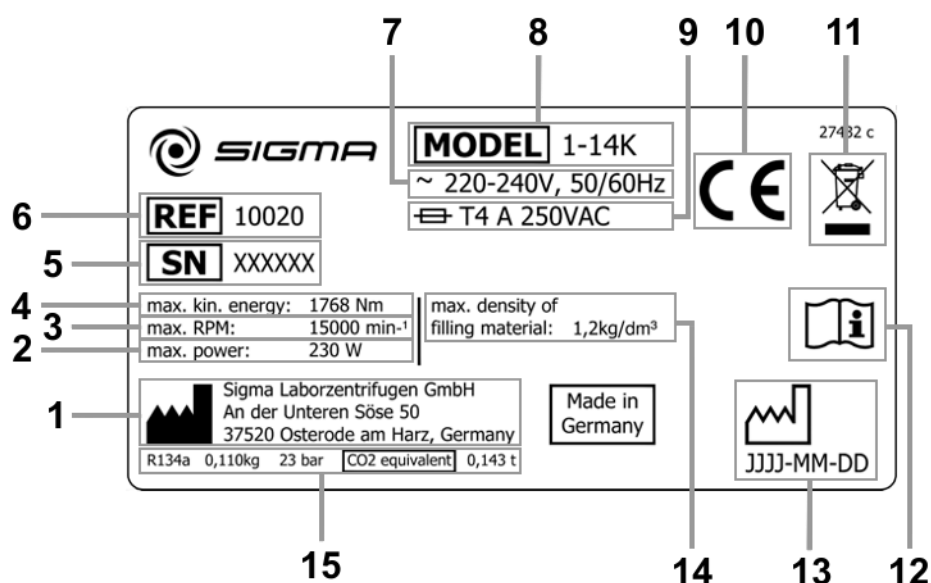 7 8 9 10 11
SIGMA
MODEL 1-14K
27432 c
~ 220-240V, 50/60Hz
T4 A 250VAC
CE
6 REF 10020
5 SN XXXXXX
4 max. kin. energy: 1768 Nm
3 max. RPM: 15000 min-¹
2 max. power: 230 W
max. density of
filling material: 1,2kg/dm³
i
1
Sigma Laborzentrifugen GmbH
An der Unteren Söse 50
37520 Osterode am Harz, Germany
Made in
Germany
JJJJ-MM-DD
R134a 0,110kg 23 bar CO2 equivalent 0,143 t
15 14 13 12